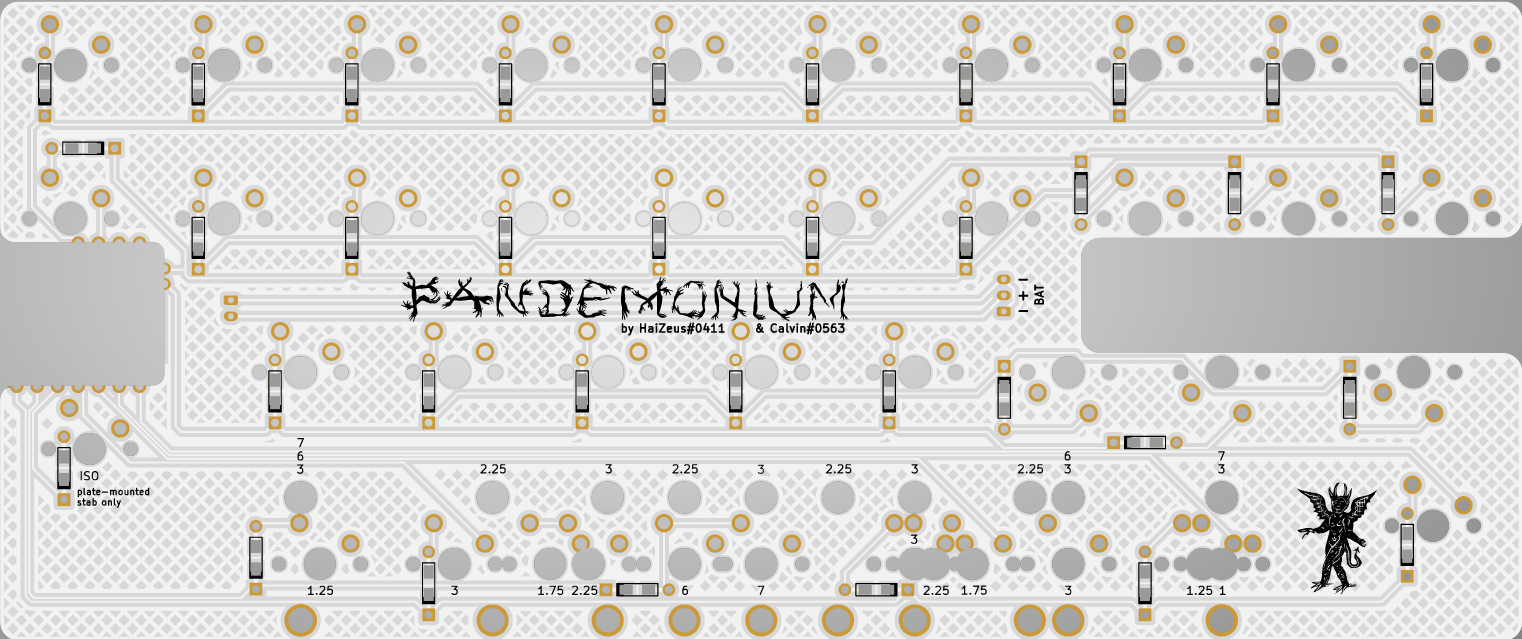 PANDEMONIUM
by HaiZeus#0411 & Calvin#0563
− + −
BAT
7
6 6 7
3 2.25 3 2.25 3 2.25 3 2.25 3 3
ISO
plate-mounted
stab only
3
1.25 3 1.75 2.25 6 7 2.25 1.75 3 1.25 1